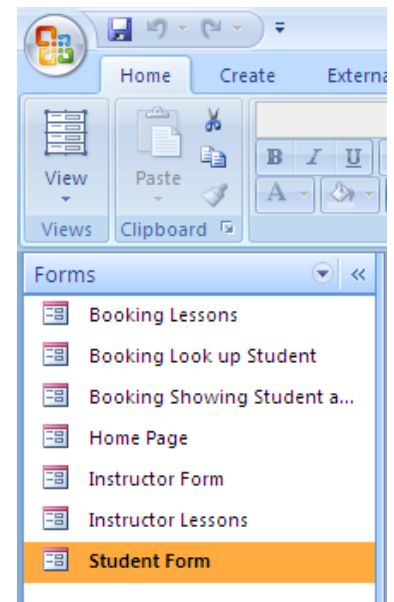 Home Create Externa
View Paste B I U
A
Views Clipboard
Forms
Booking Lessons
Booking Look up Student
Booking Showing Student a...
Home Page
Instructor Form
Instructor Lessons
Student Form